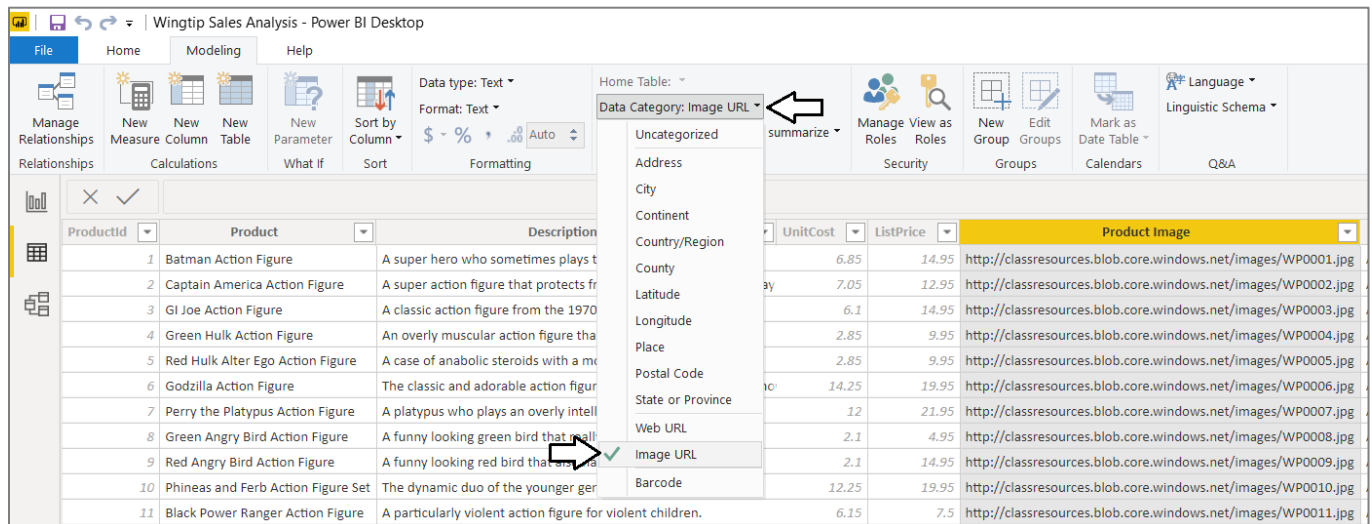 Wingtip Sales Analysis - Power BI Desktop
File Home Modeling Help
Manage Relationships
New Measure
New Column
New Table
New Parameter
Sort by Column
Data type: Text
Format: Text
$ % , .00 Auto
Home Table:
Data Category: Image URL
summarize
Manage Roles
View as Roles
New Group
Edit Groups
Mark as Date Table
Language
Linguistic Schema
Relationships Calculations What If Sort Formatting Security Groups Calendars Q&A
Uncategorized
Address
City
Continent
Country/Region
County
Latitude
Longitude
Place
Postal Code
State or Province
Web URL
Image URL
Barcode
ProductId Product Description UnitCost ListPrice Product Image
1 Batman Action Figure A super hero who sometimes plays 6.85 14.95 http://classresources.blob.core.windows.net/images/WP0001.jpg
2 Captain America Action Figure A super action figure that protects 7.05 12.95 http://classresources.blob.core.windows.net/images/WP0002.jpg
3 GI Joe Action Figure A classic action figure from the 1970 6.1 14.95 http://classresources.blob.core.windows.net/images/WP0003.jpg
4 Green Hulk Action Figure An overly muscular action figure tha 2.85 9.95 http://classresources.blob.core.windows.net/images/WP0004.jpg
5 Red Hulk Alter Ego Action Figure A case of anabolic steroids with a 2.85 9.95 http://classresources.blob.core.windows.net/images/WP0005.jpg
6 Godzilla Action Figure The classic and adorable action figur 14.25 19.95 http://classresources.blob.core.windows.net/images/WP0006.jpg
7 Perry the Platypus Action Figure A platypus who plays an overly intell 12 21.95 http://classresources.blob.core.windows.net/images/WP0007.jpg
8 Green Angry Bird Action Figure A funny looking green bird that 2.1 4.95 http://classresources.blob.core.windows.net/images/WP0008.jpg
9 Red Angry Bird Action Figure A funny looking red bird that 2.1 14.95 http://classresources.blob.core.windows.net/images/WP0009.jpg
10 Phineas and Ferb Action Figure Set The dynamic duo of the younger ger 12.25 19.95 http://classresources.blob.core.windows.net/images/WP0010.jpg
11 Black Power Ranger Action Figure A particularly violent action figure for violent children. 6.15 7.5 http://classresources.blob.core.windows.net/images/WP0011.jpg